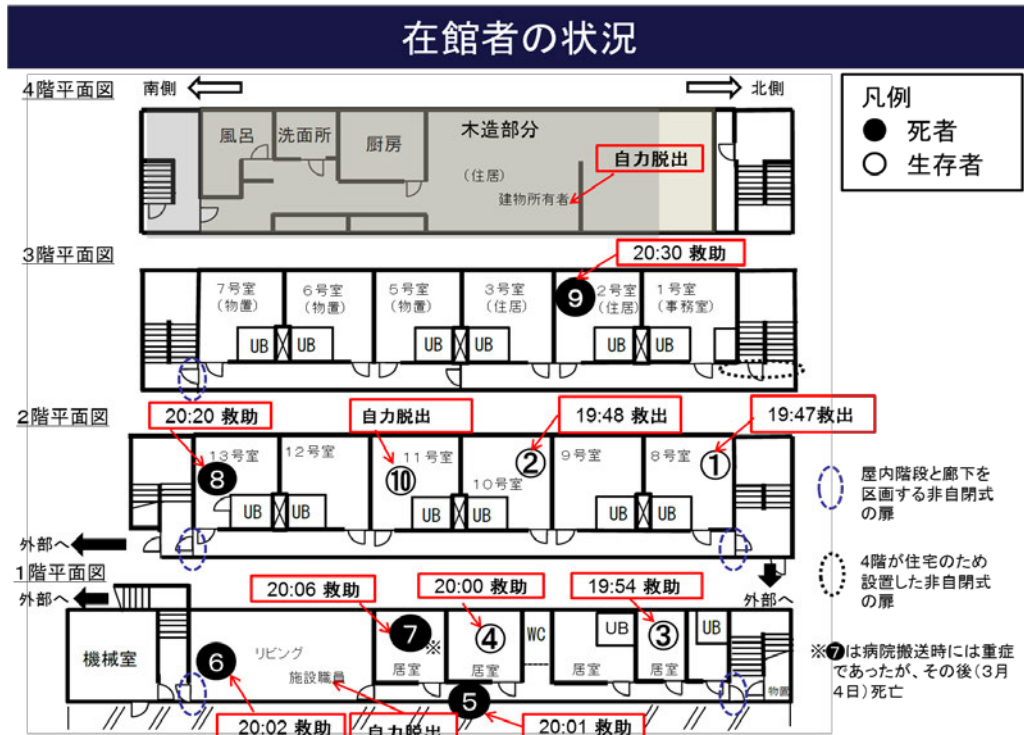 在館者の状況
4階平面図
南側
北側
風呂
洗面所
厨房
木造部分
(住居)
建物所有者
自力脱出
凡例
死者
生存者
3階平面図
20:30 救助
7号室
(物置)
6号室
(物置)
5号室
(物置)
3号室
(住居)
9
2号室
(住居)
1号室
(事務室)
UB
UB
UB
UB
UB
UB
2階平面図
20:20 救助
自力脱出
19:48 救出
19:47救出
13号室
8
12号室
11号室
⑩
②
10号室
9号室
8号室
①
UB
UB
UB
UB
UB
UB
外部へ
外部へ
屋内階段と廊下を
区画する非自閉式
の扉
4階が住宅のため
設置した非自閉式
の扉
1階平面図
外部へ
20:06 救助
20:00 救助
19:54 救助
機械室
6
リビング
施設職員
7
※
居室
④
居室
WC
UB
居室
③
居室
UB
物置
5
20:02 救助
自力脱出
20:01 救助
※❼は病院搬送時には重症
であったが、その後(3月
4日)死亡